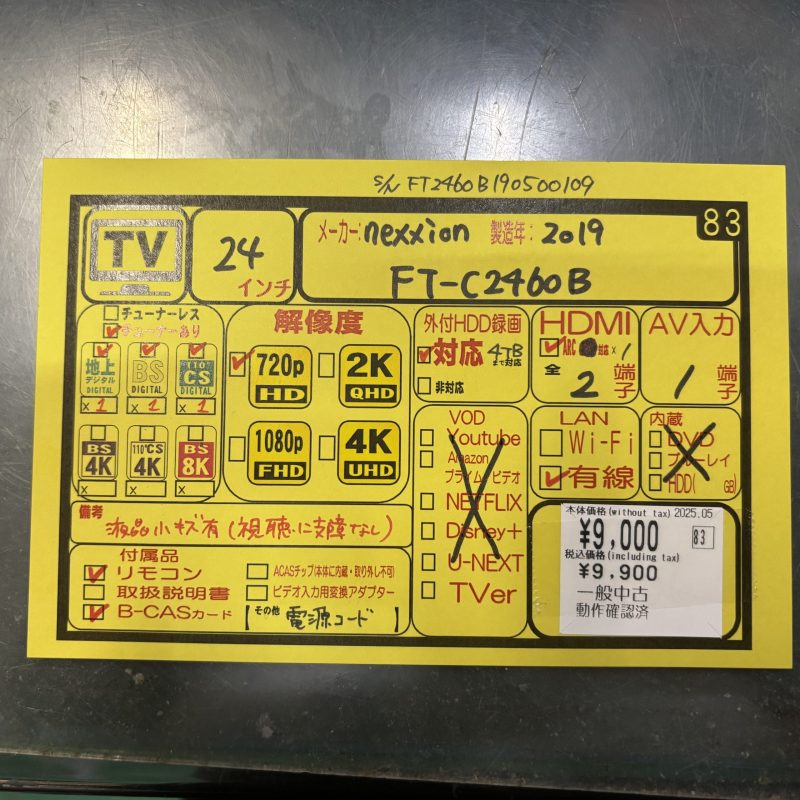 S/N FT2460B190500109
83
TV
24
インチ
メーカー: nexxion 製造年: 2019
FT-C2460B
チューナーレス
チューナーあり
地上
デジタル
DIGITAL
BS
DIGITAL
110°
CS
DIGITAL
x 1
x 1
x 1
BS
4K
110°CS
4K
BS
8K
x
x
x
解像度
720p
HD
2K
QHD
1080p
FHD
4K
UHD
外付HDD録画
対応 4TB
まで対応
非対応
HDMI
ARC 対応 x 1
全 2 端子
AV入力
1 端子
VOD
Youtube
Amazon
プライム・ビデオ
NETFLIX
Disney+
U-NEXT
TVer
LAN
Wi-Fi
有線
内蔵
DVD
ブルーレイ
HDD( GB)
備考
液晶小キズ有(視聴に支障なし)
付属品
リモコン
取扱説明書
B-CASカード
ACASチップ(本体に内蔵・取り外し不可)
ビデオ入力用変換アダプター
【その他 電源コード 】
本体価格(without tax) 2025.05
¥9,000
83
税込価格(including tax)
¥9,900
一般中古
動作確認済